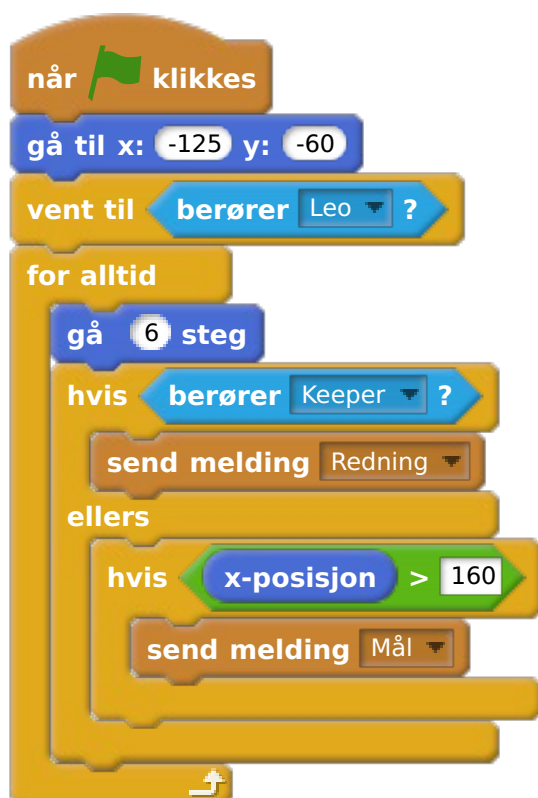 når klikkes
gå til x: -125 y: -60
vent til berører Leo ?
for alltid
gå 6 steg
hvis berører Keeper ?
send melding Redning
ellers
hvis x-posisjon > 160
send melding Mål